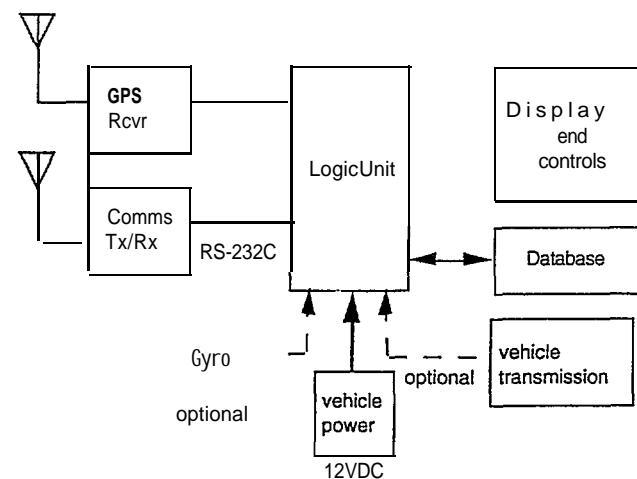 GPS
Rcvr
LogicUnit
Display
end
controls
Comms
Tx/Rx
RS-232C
Database
Gyro
optional
optional
vehicle
transmission
vehicle
power
12VDC